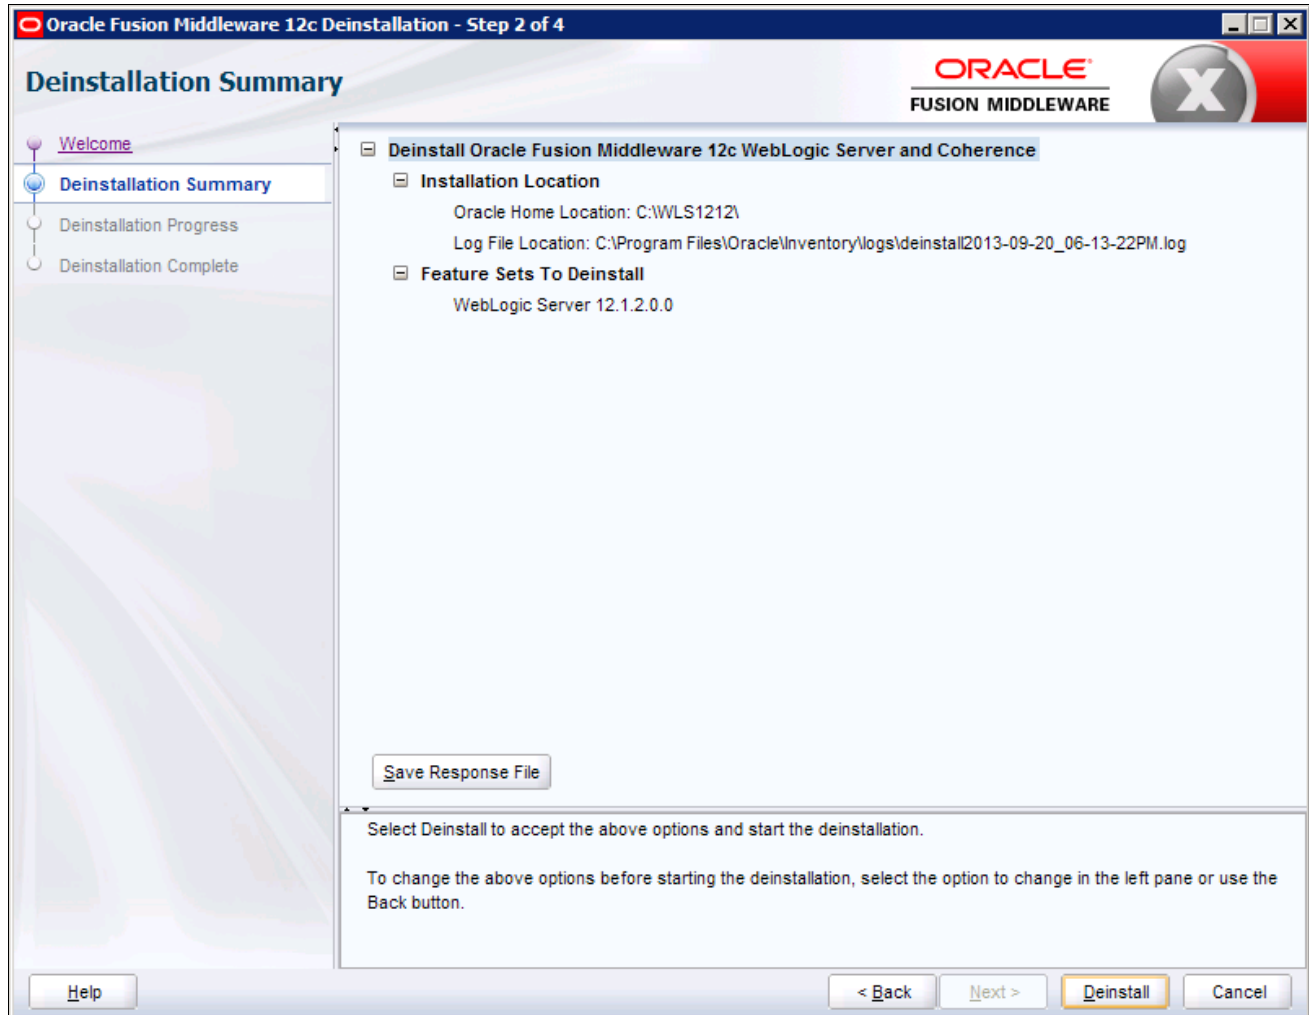 Oracle Fusion Middleware 12c Deinstallation - Step 2 of 4
Deinstallation Summary
ORACLE
FUSION MIDDLEWARE
Welcome
Deinstallation Summary
Deinstallation Progress
Deinstallation Complete
Deinstall Oracle Fusion Middleware 12c WebLogic Server and Coherence
Installation Location
Oracle Home Location: C:\WLS1212\
Log File Location: C:\Program Files\Oracle\Inventory\logs\deinstall2013-09-20_06-13-22PM.log
Feature Sets To Deinstall
WebLogic Server 12.1.2.0.0
Save Response File
Select Deinstall to accept the above options and start the deinstallation.
To change the above options before starting the deinstallation, select the option to change in the left pane or use the
Back button.
Help
< Back
Next >
Deinstall
Cancel